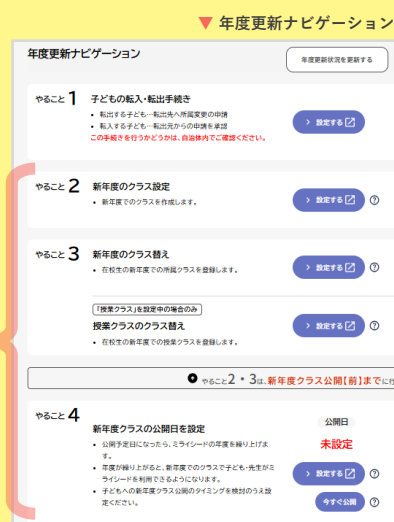 ▼ 年度更新ナビゲーション
年度更新ナビゲーション
年度更新状況を更新する
やること 1 子どもの転入・転出手続き
• 転出する子ども…転出先へ所属変更の申請
• 転入する子ども…転出元からの申請を承認
この手続きを行うかどうかは、自治体内でご確認ください。
> 設定する
やること 2 新年度のクラス設定
• 新年度でのクラスを作成します。
> 設定する ?
やること 3 新年度のクラス替え
• 在校生の新年度での所属クラスを登録します。
> 設定する ?
「授業クラス」を設定中の場合のみ
授業クラスのクラス替え
• 在校生の新年度での授業クラスを登録します。
> 設定する ?
やること2・3は、新年度クラス公開【前】までに行
やること 4
新年度クラスの公開日を設定
• 公開予定日になったら、ミライシードの年度を繰り上げま
す。
• 年度が繰り上がると、新年度でのクラスで子ども・先生がミ
ライシードを利用できるようになります。
• 子どもへの新年度クラス公開のタイミングを検討のうえ設
定ください。
公開日
未設定
> 設定する ?
今すぐ公開 ?